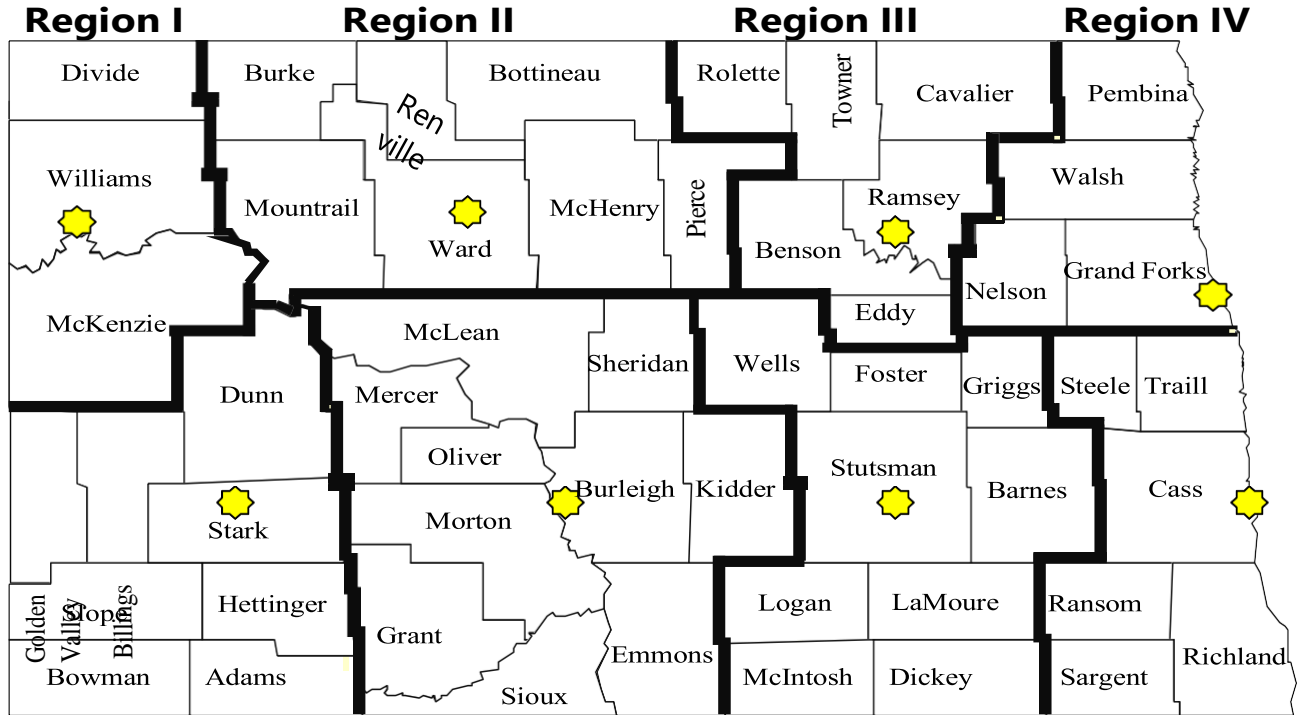 Region I
Region II
Region III
Region IV
Divide
Burke
Bottineau
Rolette
Towner
Cavalier
Pembina
Ren
ville
Williams
Mountrail
Ward
McHenry
Pierce
Benson
Ramsey
Walsh
Nelson
Grand Forks
McKenzie
McLean
Sheridan
Wells
Eddy
Foster
Griggs
Steele
Traill
Dunn
Mercer
Oliver
Stark
Morton
Burleigh
Kidder
Stutsman
Barnes
Cass
Golden
Valley
Billings
Slope
Hettinger
Grant
Logan
LaMoure
Ransom
Bowman
Adams
Sioux
Emmons
McIntosh
Dickey
Sargent
Richland